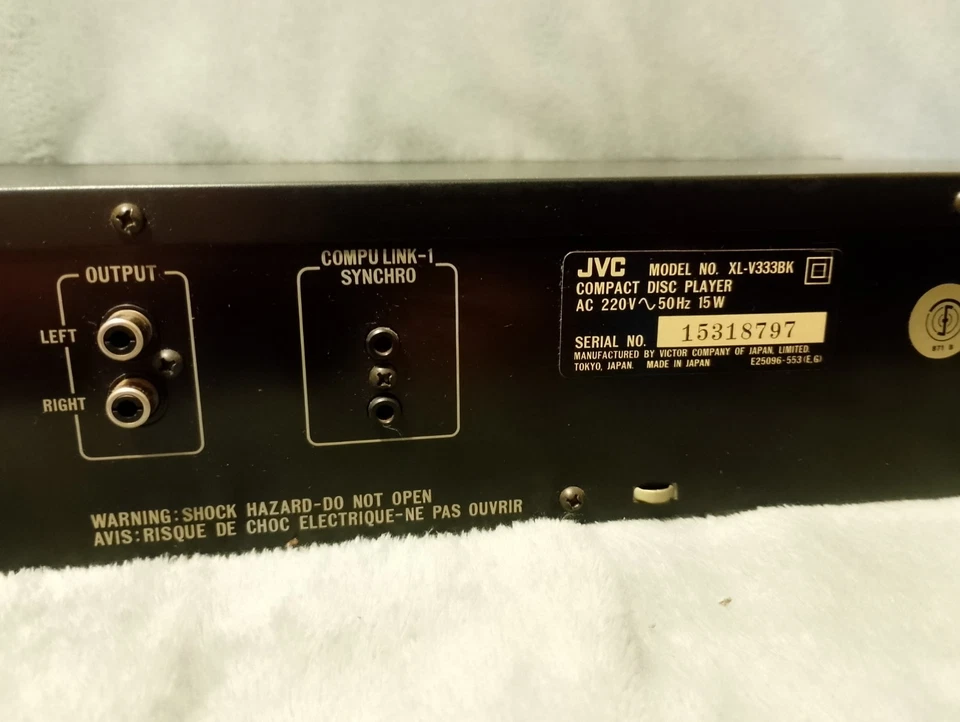 OUTPUT
LEFT
RIGHT
COMPU LINK-1
SYNCHRO
JVC MODEL NO. XL-V333BK
COMPACT DISC PLAYER
AC 220V ∿ 50Hz 15W
SERIAL NO. 15318797
MANUFACTURED BY VICTOR COMPANY OF JAPAN, LIMITED.
TOKYO, JAPAN. MADE IN JAPAN E25096-553(E,G)
WARNING:SHOCK HAZARD-DO NOT OPEN
AVIS:RISQUE DE CHOC ELECTRIQUE-NE PAS OUVRIR